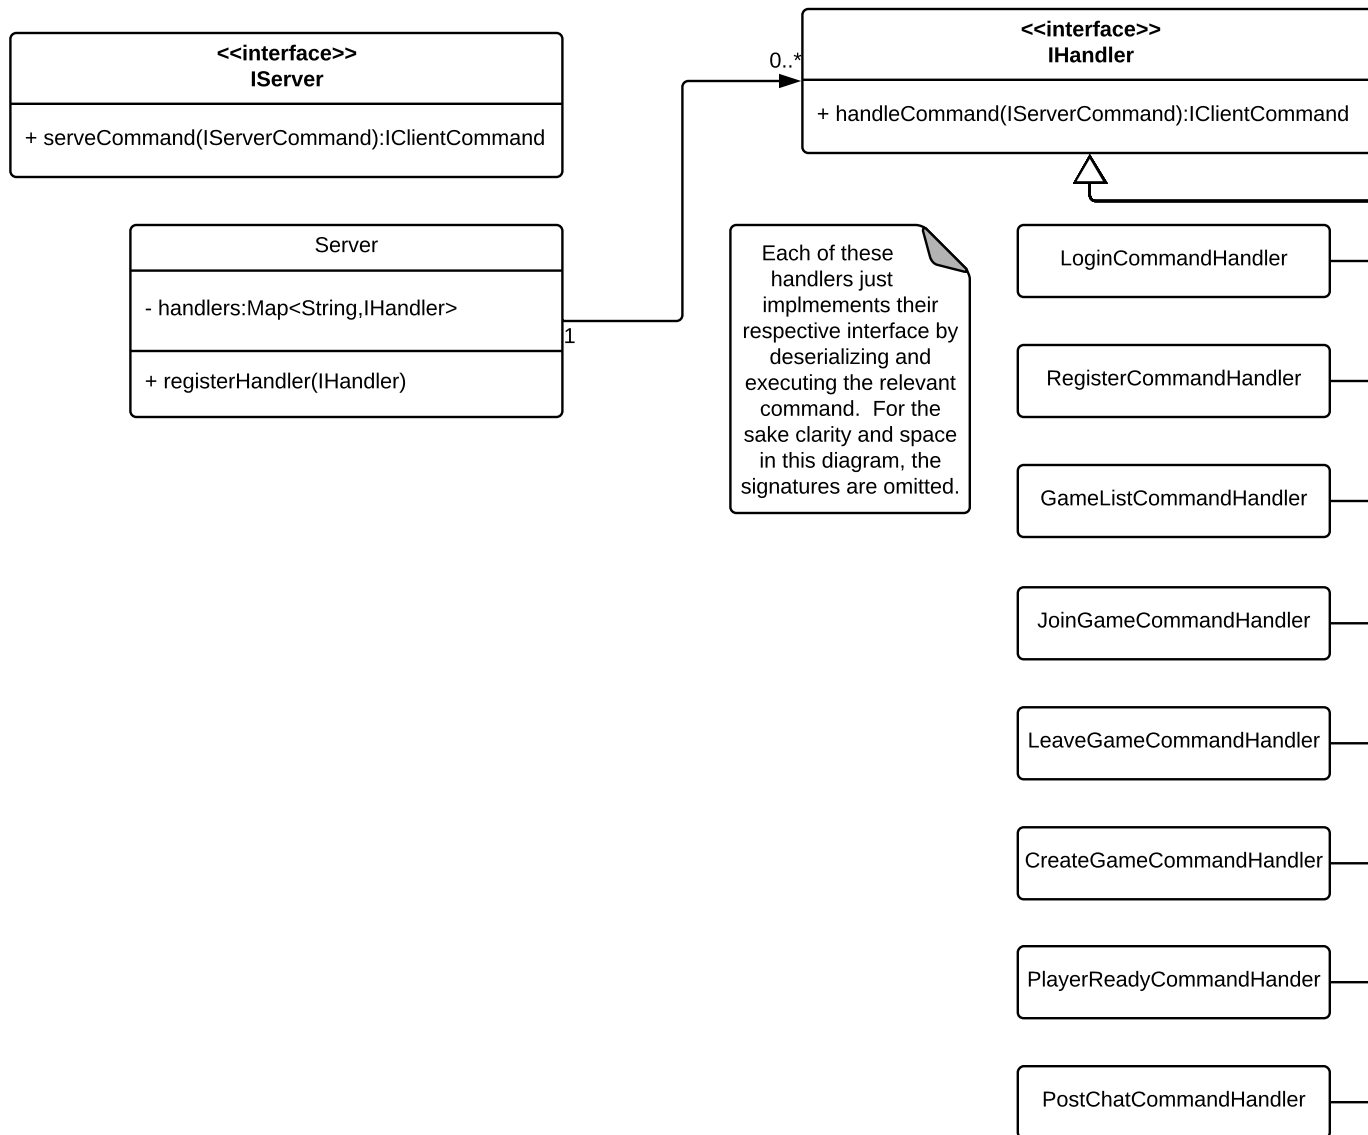 <<interface>>
IServer
+ serveCommand(IServerCommand):IClientCommand
<<interface>>
IHandler
+ handleCommand(IServerCommand):IClientCommand
0..*
Server
- handlers:Map<String,IHandler>
+ registerHandler(IHandler)
1
Each of these
handlers just
implmements their
respective interface by
deserializing and
executing the relevant
command.  For the
sake clarity and space
in this diagram, the
signatures are omitted.
LoginCommandHandler
RegisterCommandHandler
GameListCommandHandler
JoinGameCommandHandler
LeaveGameCommandHandler
CreateGameCommandHandler
PlayerReadyCommandHander
PostChatCommandHandler